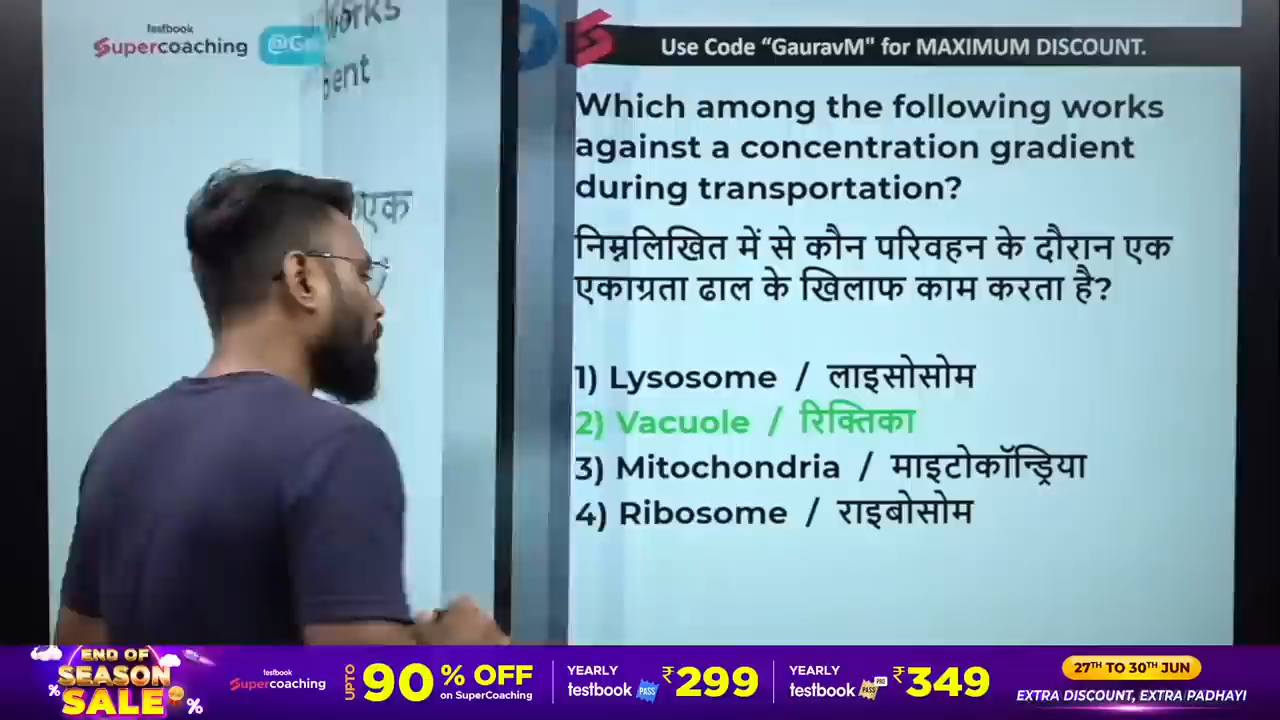 testbook
Supercoaching
Use Code “GauravM" for MAXIMUM DISCOUNT.
Which among the following works
against a concentration gradient
during transportation?
निम्नलिखित में से कौन परिवहन के दौरान एक
एकाग्रता ढाल के खिलाफ काम करता है?
1) Lysosome / लाइसोसोम
2) Vacuole / रिक्तिका
3) Mitochondria / माइटोकॉन्ड्रिया
4) Ribosome / राइबोसोम
END OF
SEASON
SALE
%
%
testbook
Supercoaching
UPTO 90% OFF
on SuperCoaching
YEARLY
testbook PASS
₹299
YEARLY
testbook PASS PRO
₹349
27TH TO 30TH JUN
EXTRA DISCOUNT, EXTRA PADHAYI